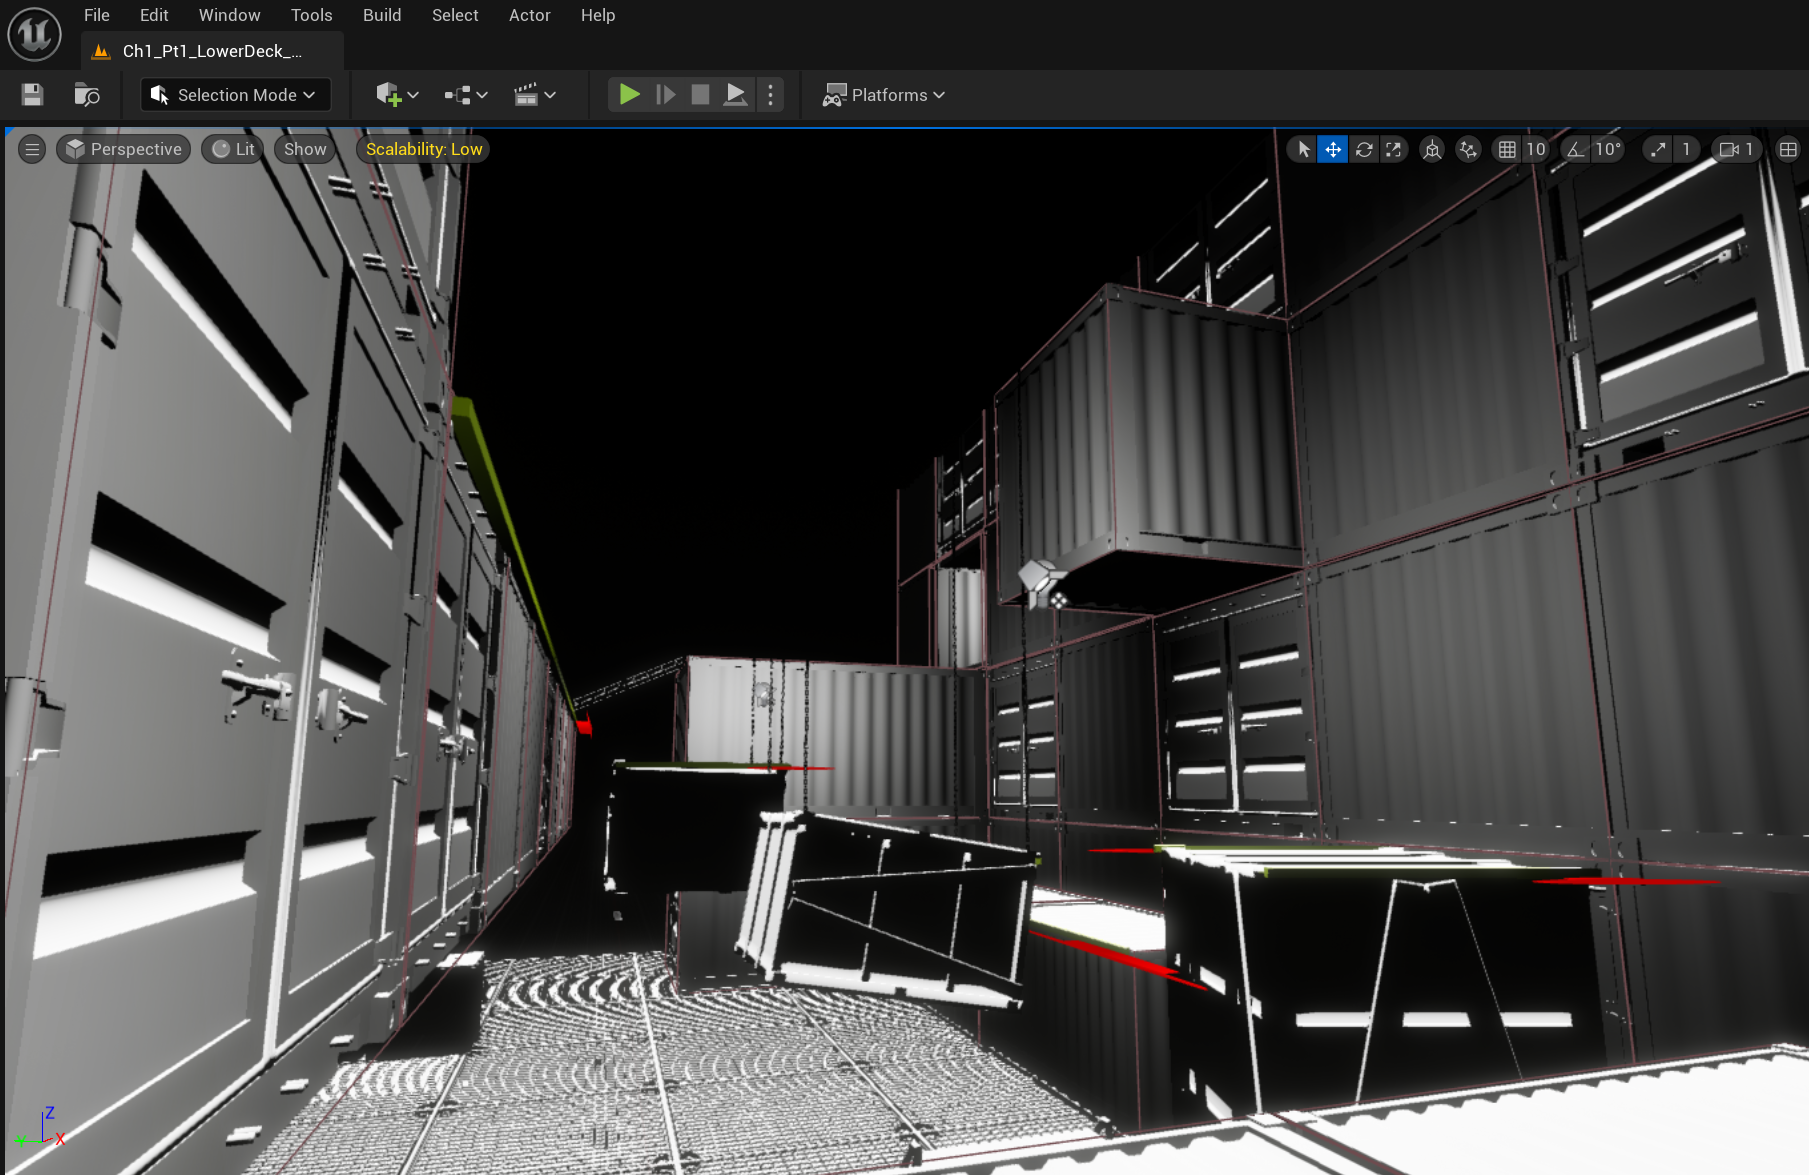 File Edit Window Tools Build Select Actor Help
Ch1_Pt1_LowerDeck_...
Selection Mode Platforms
Perspective Lit Show Scalability: Low 10 10° 1 1
Z
Y X